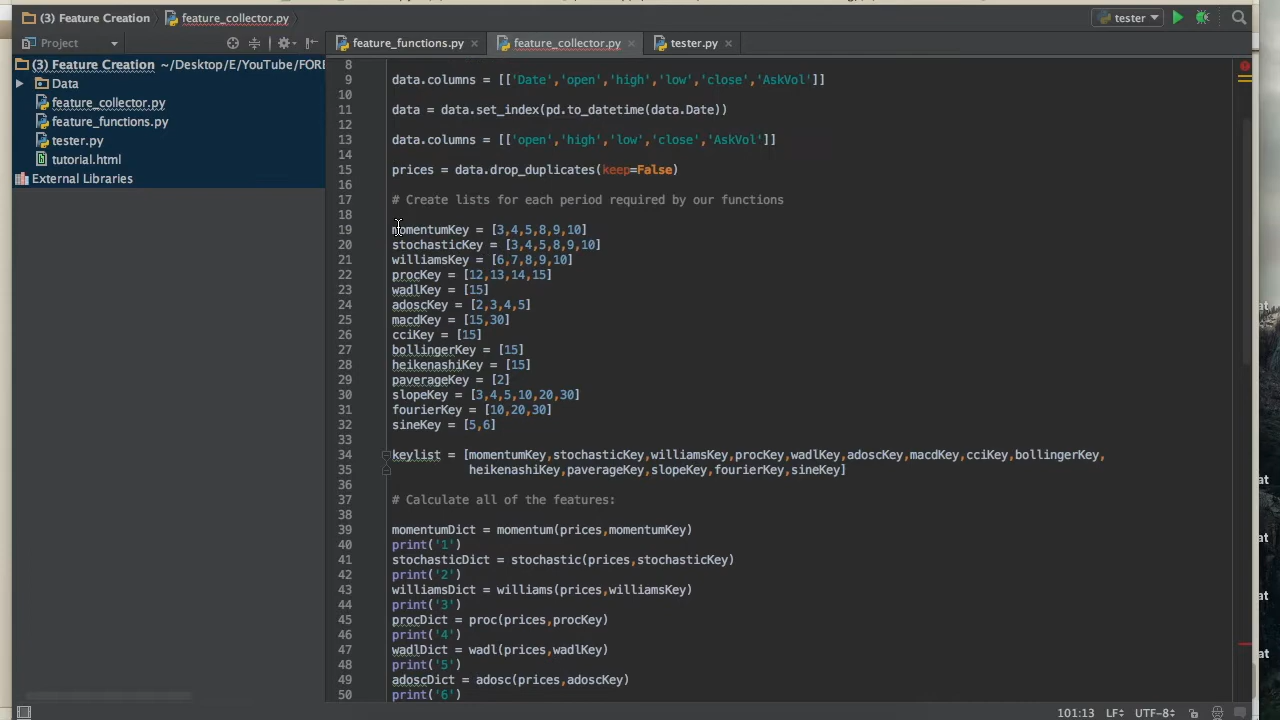 (3) Feature Creation
feature_collector.py
tester
Project
feature_functions.py
feature_collector.py
tester.py
(3) Feature Creation ~/Desktop/E/YouTube/FORE
Data
feature_collector.py
feature_functions.py
tester.py
tutorial.html
External Libraries
8
9 data.columns = [['Date','open','high','low','close','AskVol']]
10
11 data = data.set_index(pd.to_datetime(data.Date))
12
13 data.columns = [['open','high','low','close','AskVol']]
14
15 prices = data.drop_duplicates(keep=False)
16
17 # Create lists for each period required by our functions
18
19 momentumKey = [3,4,5,8,9,10]
20 stochasticKey = [3,4,5,8,9,10]
21 williamsKey = [6,7,8,9,10]
22 procKey = [12,13,14,15]
23 wadlKey = [15]
24 adoscKey = [2,3,4,5]
25 macdKey = [15,30]
26 cciKey = [15]
27 bollingerKey = [15]
28 heikenashiKey = [15]
29 paverageKey = [2]
30 slopeKey = [3,4,5,10,20,30]
31 fourierKey = [10,20,30]
32 sineKey = [5,6]
33
34 keylist = [momentumKey,stochasticKey,williamsKey,procKey,wadlKey,adoscKey,macdKey,cciKey,bollingerKey,
35 heikenashiKey,paverageKey,slopeKey,fourierKey,sineKey]
36
37 # Calculate all of the features:
38
39 momentumDict = momentum(prices,momentumKey)
40 print('1')
41 stochasticDict = stochastic(prices,stochasticKey)
42 print('2')
43 williamsDict = williams(prices,williamsKey)
44 print('3')
45 procDict = proc(prices,procKey)
46 print('4')
47 wadlDict = wadl(prices,wadlKey)
48 print('5')
49 adoscDict = adosc(prices,adoscKey)
50 print('6')
101:13 LF UTF-8
at
at
at
at